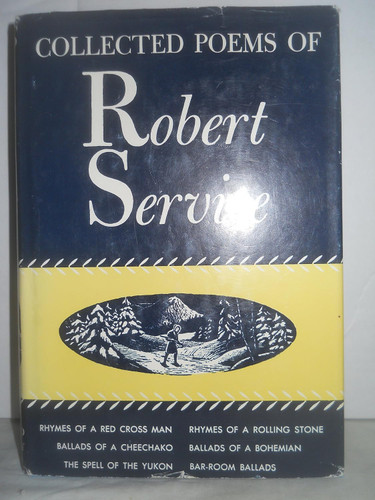 COLLECTED POEMS OF
Robert
Service
RHYMES OF A RED CROSS MAN
RHYMES OF A ROLLING STONE
BALLADS OF A CHEECHAKO
BALLADS OF A BOHEMIAN
THE SPELL OF THE YUKON
BAR-ROOM BALLADS